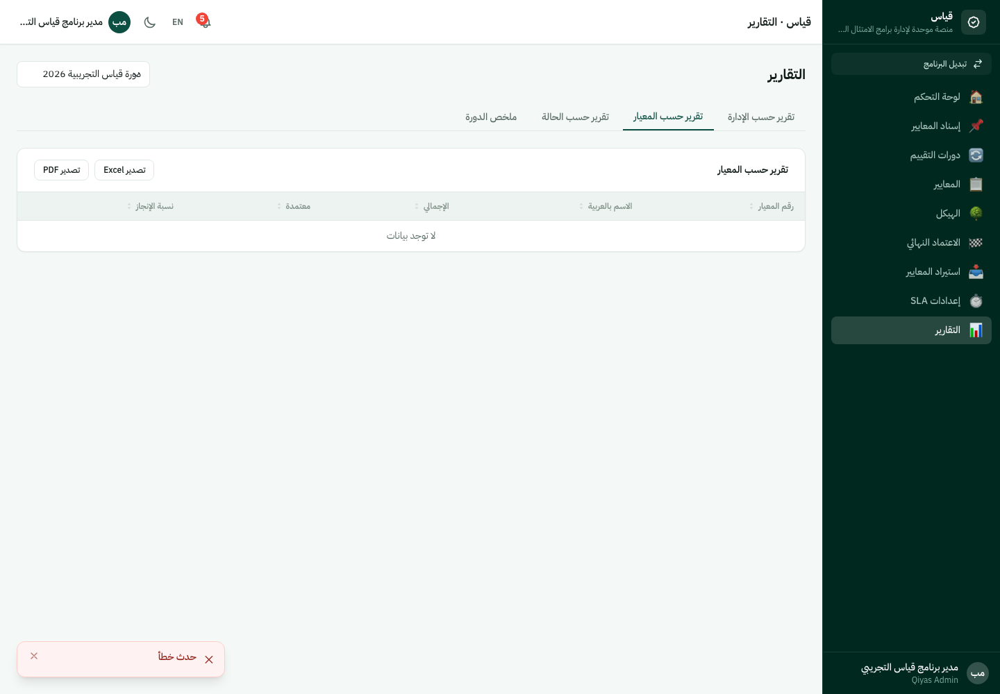 قياس
منصة موحدة لإدارة برامج الامتثال الـ...
تبديل البرنامج
لوحة التحكم
إسناد المعايير
دورات التقييم
المعايير
الهيكل
الاعتماد النهائي
استيراد المعايير
إعدادات SLA
التقارير
مب
مدير برنامج قياس التجريبي
Qiyas Admin
قياس · التقارير
5
EN
مب
مدير برنامج قياس التـ...
التقارير
دورة قياس التجريبية 2026
تقرير حسب الإدارة
تقرير حسب المعيار
تقرير حسب الحالة
ملخص الدورة
تقرير حسب المعيار
تصدير Excel
تصدير PDF
رقم المعيار
الاسم بالعربية
الإجمالي
معتمدة
نسبة الإنجاز
لا توجد بيانات
حدث خطأ